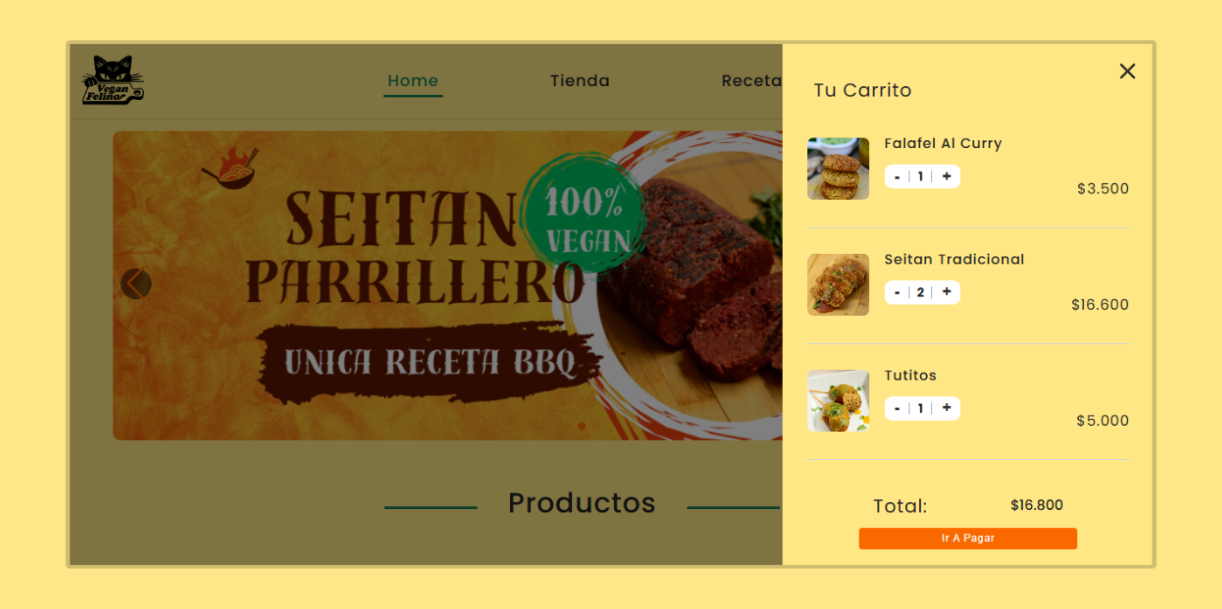 Vegan
Felinos
Home
Tienda
Receta
SEITAN
PARRILLERO
100%
VEGAN
UNICA RECETA BBQ
Productos
Tu Carrito
Falafel Al Curry
- | 1 | +
$3.500
Seitan Tradicional
- | 2 | +
$16.600
Tutitos
- | 1 | +
$5.000
Total: $16.800
Ir A Pagar